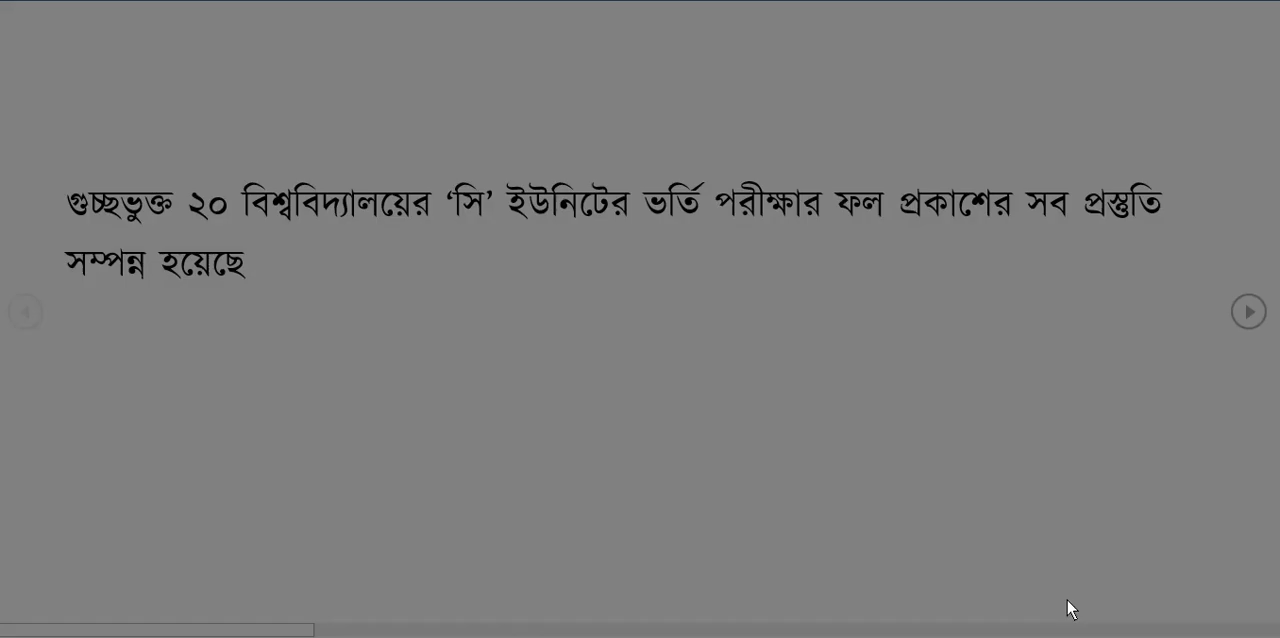 গুচ্ছভুক্ত ২০ বিশ্ববিদ্যালয়ের ‘সি’ ইউনিটের ভর্তি পরীক্ষার ফল প্রকাশের সব প্রস্তুতি
সম্পন্ন হয়েছে